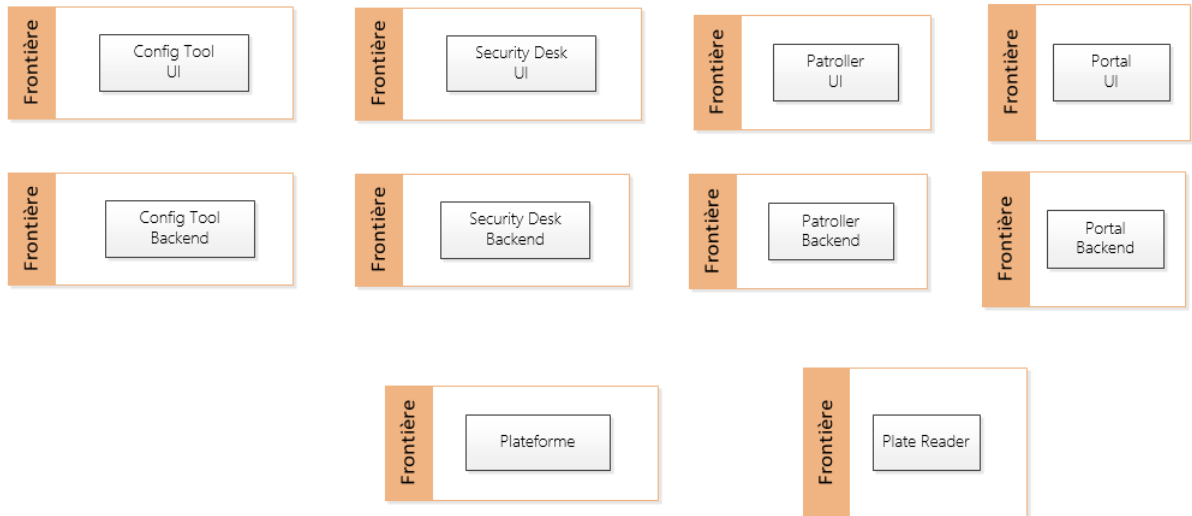 Frontière
Config Tool
UI
Frontière
Security Desk
UI
Frontière
Patroller
UI
Frontière
Portal
UI
Frontière
Config Tool
Backend
Frontière
Security Desk
Backend
Frontière
Patroller
Backend
Frontière
Portal
Backend
Frontière
Plateforme
Frontière
Plate Reader